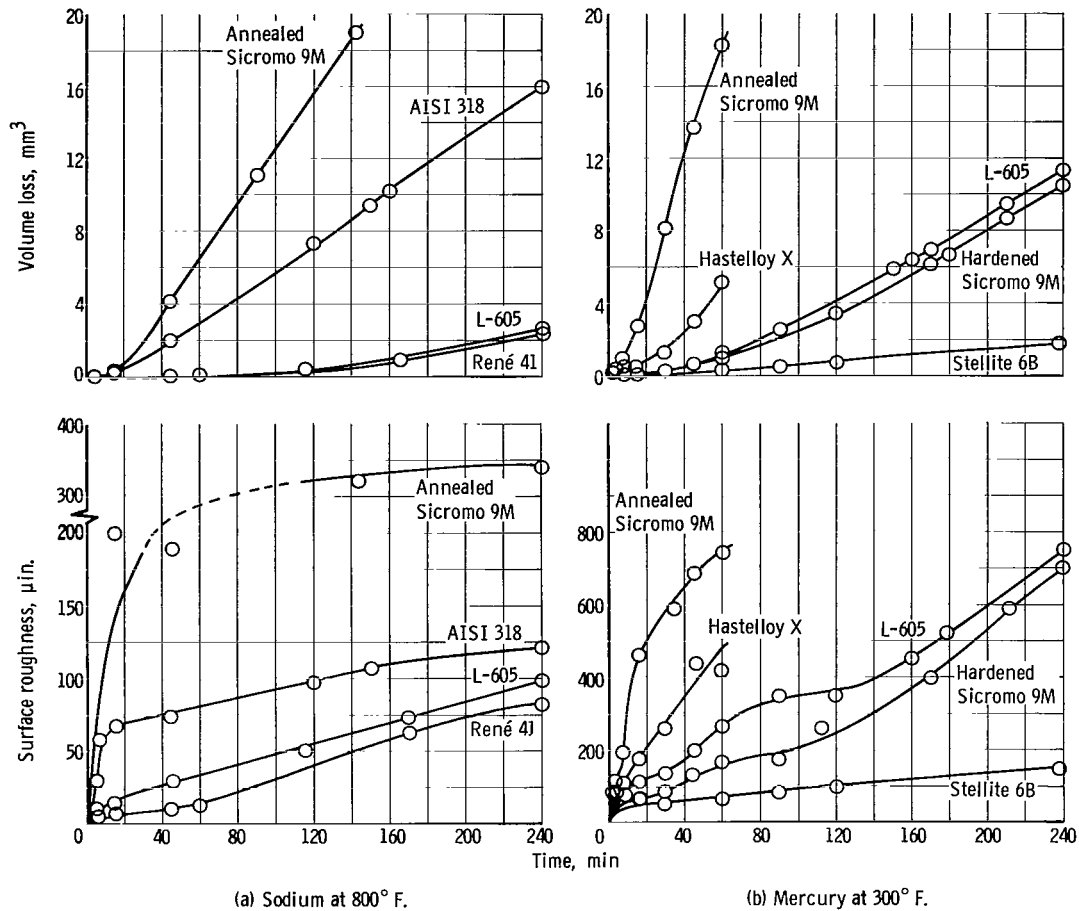 20
16
12
8
4
0
Volume loss, mm³
Annealed
Sicromo 9M
AISI 318
L-605
René 41
20
16
12
8
4
0
Annealed
Sicromo 9M
Hastelloy X
L-605
Hardened
Sicromo 9M
Stellite 6B
400
300
200
150
100
50
0 40 80 120 160 200 240
Surface roughness, μin.
Annealed
Sicromo 9M
AISI 318
L-605
René 41
800
600
400
200
0 40 80 120 160 200 240
Annealed
Sicromo 9M
Hastelloy X
L-605
Hardened
Sicromo 9M
Stellite 6B
Time, min
(a) Sodium at 800° F.
(b) Mercury at 300° F.